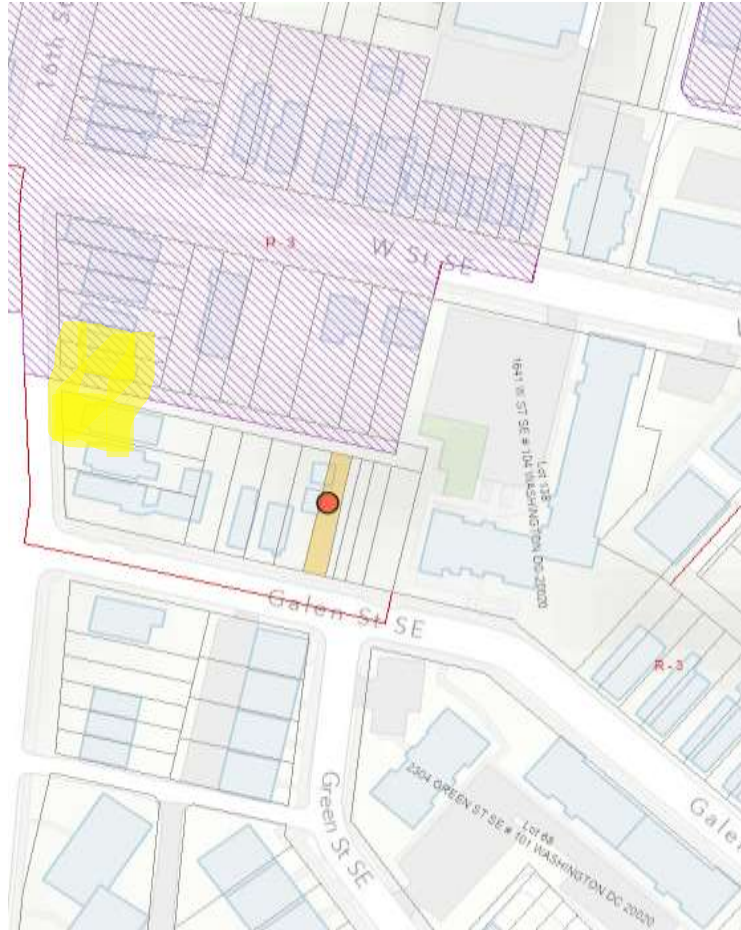 16th St
R-3
W St SE
1641 W ST SE # 104 WASHINGTON DC 20020
Lot 138
Galen St SE
R-3
Green St SE
2304 GREEN ST SE # 101 WASHINGTON DC 20020
Lot 68
Galen